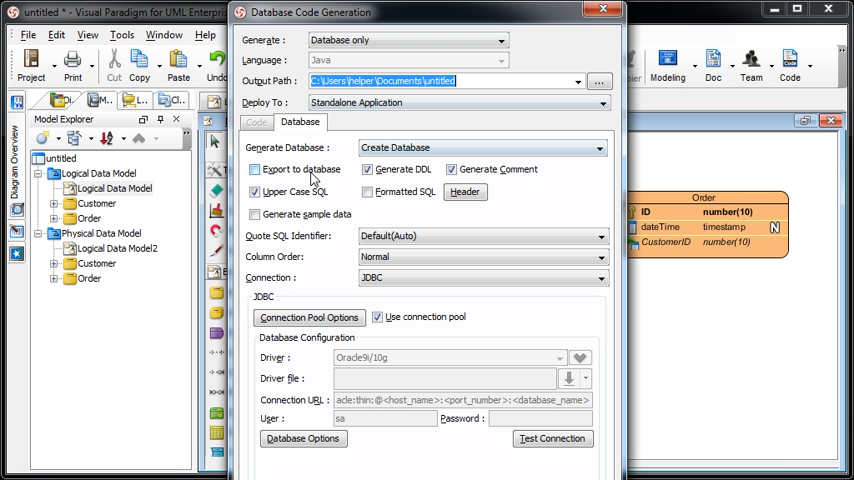 untitled * - Visual Paradigm for UML Enterpris
Database Code Generation
File Edit View Tools Window Help
Project Print Cut Copy Paste Undo
Modeling Doc Team Code
Model Explorer
Diagram Overview
untitled
Logical Data Model
Logical Data Model
Customer
Order
Physical Data Model
Logical Data Model2
Customer
Order
Generate : Database only
Language : Java
Output Path : C:\Users\helper\Documents\untitled ...
Deploy To : Standalone Application
Code Database
Generate Database : Create Database
Export to database Generate DDL Generate Comment
Upper Case SQL Formatted SQL Header
Generate sample data
Quote SQL Identifier: Default(Auto)
Column Order: Normal
Connection : JDBC
JDBC
Connection Pool Options Use connection pool
Database Configuration
Driver : Oracle9i/10g
Driver file :
Connection URL : acle:thin:@<host_name>:<port_number>:<database_name>
User : sa Password :
Database Options Test Connection
Order
ID number(10)
dateTime timestamp N
CustomerID number(10)